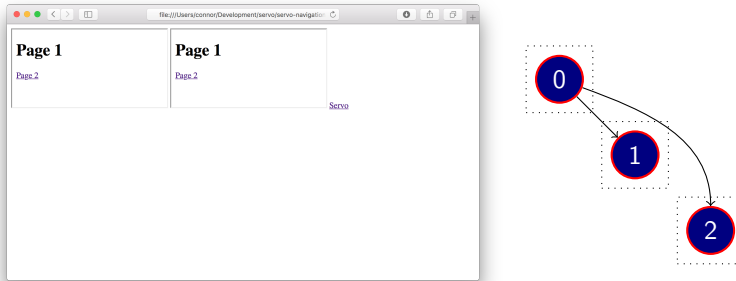 file:///Users/connor/Development/servo/servo-navigation
Page 1
Page 2
Page 1
Page 2
Servo
0
1
2